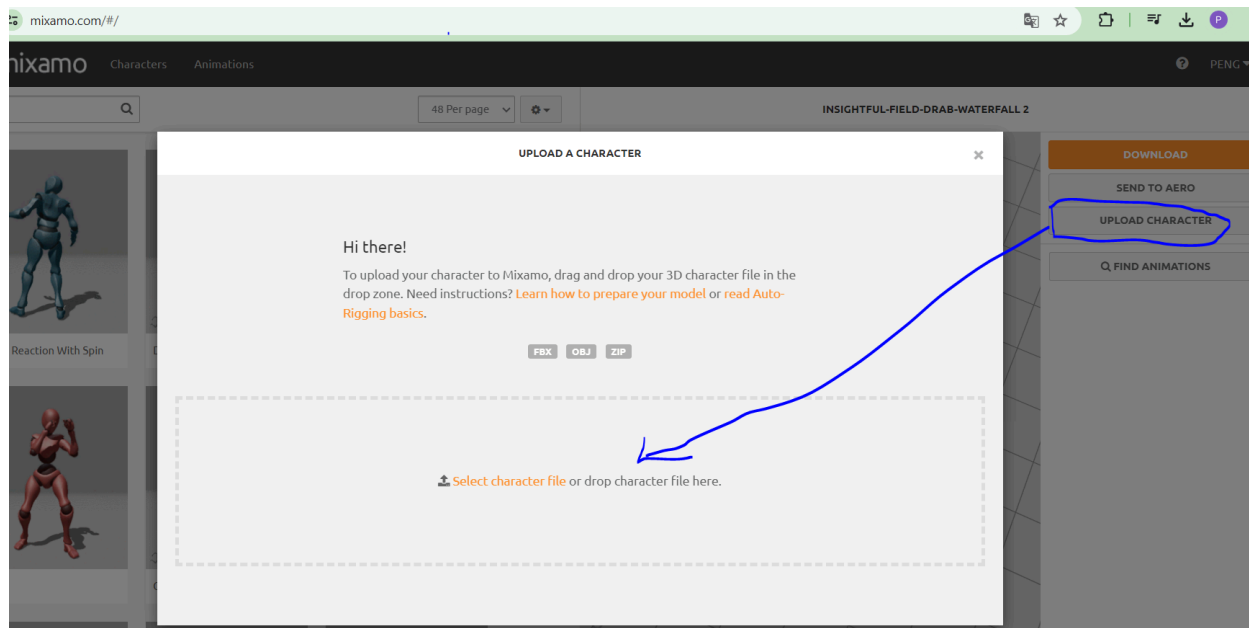 mixamo.com/#/
P
mixamo Characters Animations
PENG
48 Per page
INSIGHTFUL-FIELD-DRAB-WATERFALL 2
UPLOAD A CHARACTER
DOWNLOAD
SEND TO AERO
UPLOAD CHARACTER
FIND ANIMATIONS
Hi there!
To upload your character to Mixamo, drag and drop your 3D character file in the
drop zone. Need instructions? Learn how to prepare your model or read Auto-
Rigging basics.
Reaction With Spin
FBX OBJ ZIP
Select character file or drop character file here.